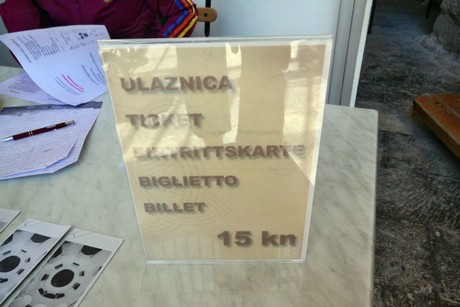 ULAZNICA
TICKET
EINTRITTSKARTE
BIGLIETTO
BILLET
15 kn